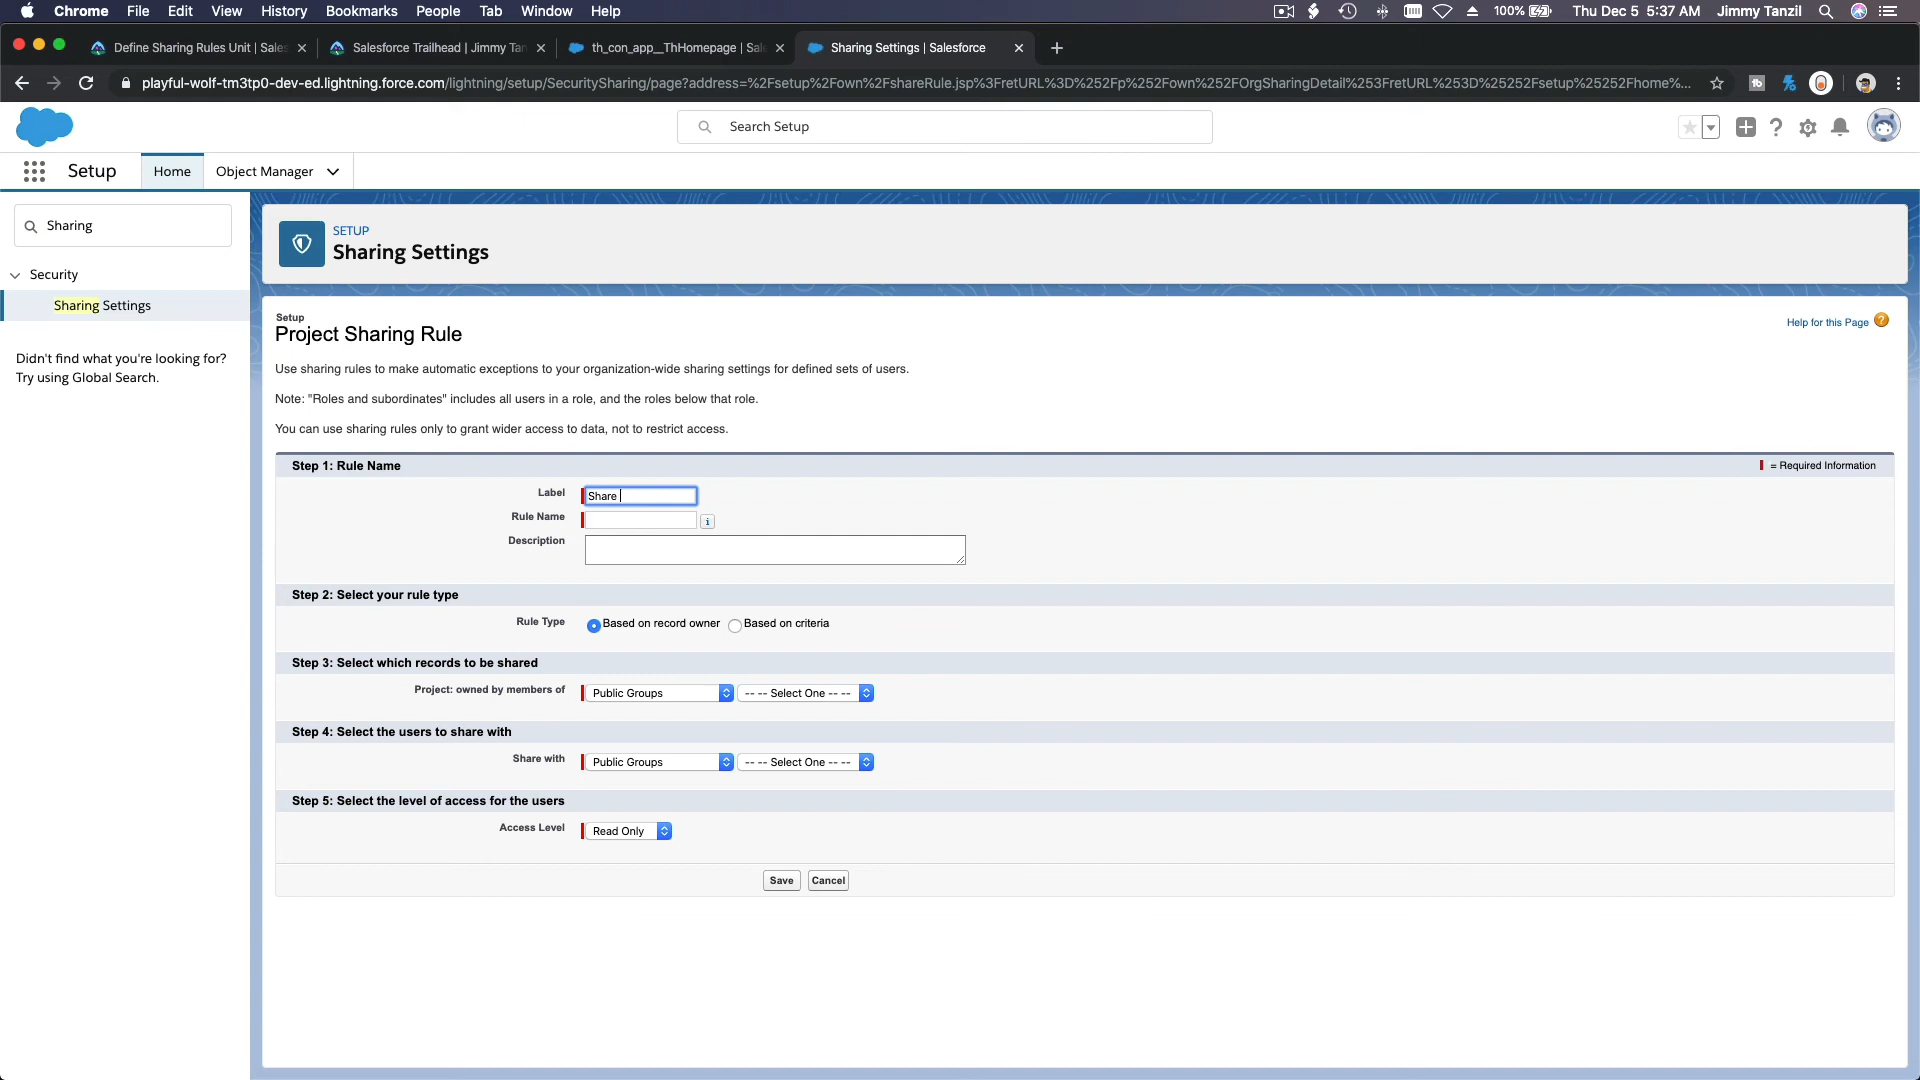 Chrome File Edit View History Bookmarks People Tab Window Help 100% Thu Dec 5 5:37 AM Jimmy Tanzil
Define Sharing Rules Unit | Sales Salesforce Trailhead | Jimmy Tan th_con_app__ThHomepage | Sale Sharing Settings | Salesforce
playful-wolf-tm3tp0-dev-ed.lightning.force.com/lightning/setup/SecuritySharing/page?address=%2Fsetup%2Fown%2FshareRule.jsp%3FretURL%3D%252Fp%252Fown%252FOrgSharingDetail%253FretURL%253D%25252Fsetup%25252Fhome%...
Search Setup
Setup Home Object Manager
Sharing
Security
Sharing Settings
Didn't find what you're looking for?
Try using Global Search.
SETUP
Sharing Settings
Setup
Project Sharing Rule
Help for this Page ?
Use sharing rules to make automatic exceptions to your organization-wide sharing settings for defined sets of users.
Note: "Roles and subordinates" includes all users in a role, and the roles below that role.
You can use sharing rules only to grant wider access to data, not to restrict access.
Step 1: Rule Name = Required Information
Label Share
Rule Name i
Description
Step 2: Select your rule type
Rule Type Based on record owner Based on criteria
Step 3: Select which records to be shared
Project: owned by members of Public Groups -- -- Select One -- --
Step 4: Select the users to share with
Share with Public Groups -- -- Select One -- --
Step 5: Select the level of access for the users
Access Level Read Only
Save Cancel